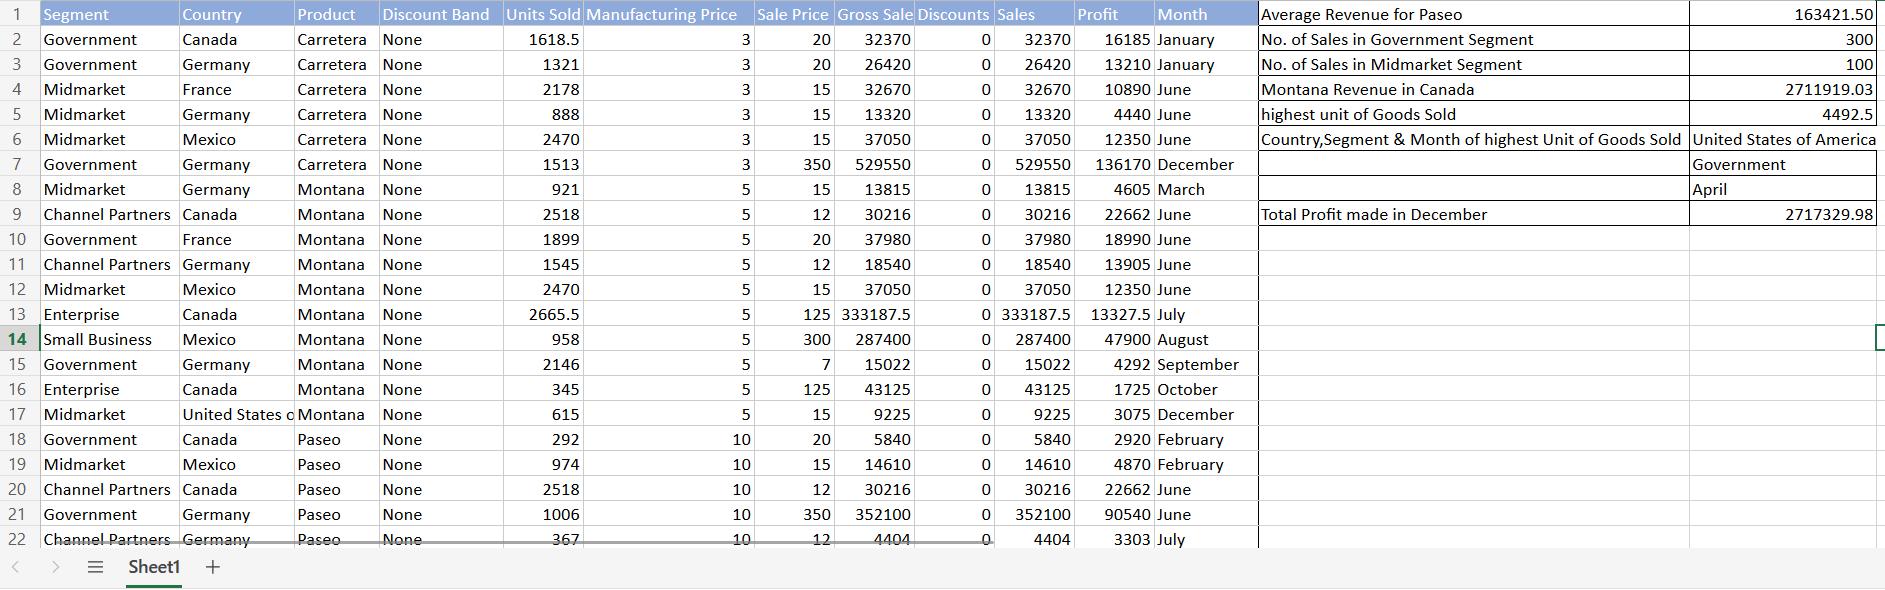 1 Segment Country Product Discount Band Units Sold Manufacturing Price Sale Price Gross Sale Discounts Sales Profit Month Average Revenue for Paseo 163421.50
2 Government Canada Carretera None 1618.5 3 20 32370 0 32370 16185 January No. of Sales in Government Segment 300
3 Government Germany Carretera None 1321 3 20 26420 0 26420 13210 January No. of Sales in Midmarket Segment 100
4 Midmarket France Carretera None 2178 3 15 32670 0 32670 10890 June Montana Revenue in Canada 2711919.03
5 Midmarket Germany Carretera None 888 3 15 13320 0 13320 4440 June highest unit of Goods Sold 4492.5
6 Midmarket Mexico Carretera None 2470 3 15 37050 0 37050 12350 June Country,Segment & Month of highest Unit of Goods Sold United States of America
7 Government Germany Carretera None 1513 3 350 529550 0 529550 136170 December Government
8 Midmarket Germany Montana None 921 5 15 13815 0 13815 4605 March April
9 Channel Partners Canada Montana None 2518 5 12 30216 0 30216 22662 June Total Profit made in December 2717329.98
10 Government France Montana None 1899 5 20 37980 0 37980 18990 June
11 Channel Partners Germany Montana None 1545 5 12 18540 0 18540 13905 June
12 Midmarket Mexico Montana None 2470 5 15 37050 0 37050 12350 June
13 Enterprise Canada Montana None 2665.5 5 125 333187.5 0 333187.5 13327.5 July
14 Small Business Mexico Montana None 958 5 300 287400 0 287400 47900 August
15 Government Germany Montana None 2146 5 7 15022 0 15022 4292 September
16 Enterprise Canada Montana None 345 5 125 43125 0 43125 1725 October
17 Midmarket United States o Montana None 615 5 15 9225 0 9225 3075 December
18 Government Canada Paseo None 292 10 20 5840 0 5840 2920 February
19 Midmarket Mexico Paseo None 974 10 15 14610 0 14610 4870 February
20 Channel Partners Canada Paseo None 2518 10 12 30216 0 30216 22662 June
21 Government Germany Paseo None 1006 10 350 352100 0 352100 90540 June
22 Channel Partners Germany Paseo None 367 10 12 4404 0 4404 3303 July
Sheet1